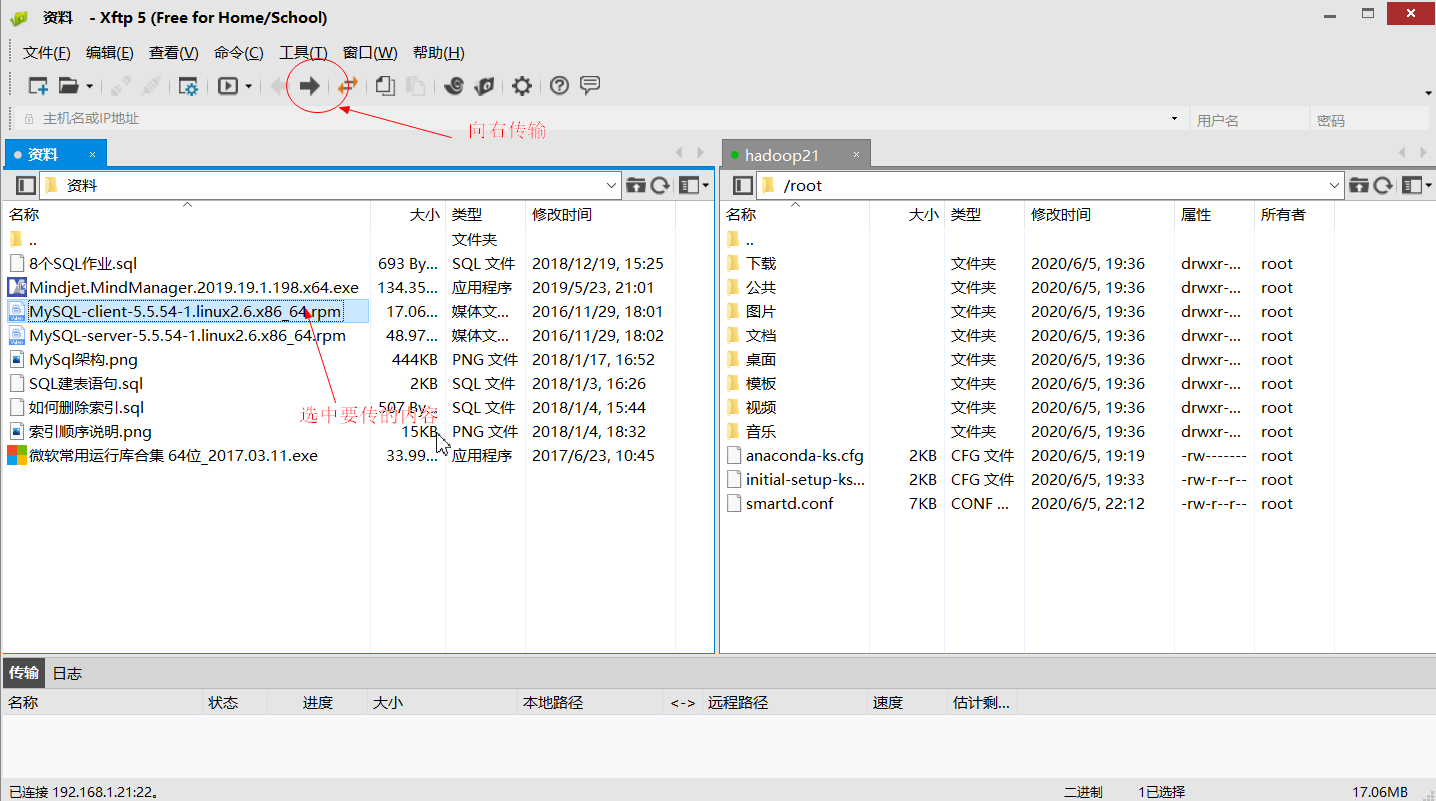 资料 - Xftp 5 (Free for Home/School)
文件(F) 编辑(E) 查看(V) 命令(C) 工具(T) 窗口(W) 帮助(H)
主机名或IP地址 用户名 密码
向右传输
资料 × hadoop21 ×
资料 /root
名称 大小 类型 修改时间 名称 大小 类型 修改时间 属性 所有者
.. 文件夹 ..
8个SQL作业.sql 693 By... SQL 文件 2018/12/19, 15:25 下载 文件夹 2020/6/5, 19:36 drwxr-... root
Mindjet.MindManager.2019.19.1.198.x64.exe 134.35... 应用程序 2019/5/23, 21:01 公共 文件夹 2020/6/5, 19:36 drwxr-... root
MySQL-client-5.5.54-1.linux2.6.x86_64.rpm 17.06... 媒体文... 2016/11/29, 18:01 图片 文件夹 2020/6/5, 19:36 drwxr-... root
MySQL-server-5.5.54-1.linux2.6.x86_64.rpm 48.97... 媒体文... 2016/11/29, 18:02 文档 文件夹 2020/6/5, 19:36 drwxr-... root
MySql架构.png 444KB PNG 文件 2018/1/17, 16:52 桌面 文件夹 2020/6/5, 19:36 drwxr-... root
SQL建表语句.sql 2KB SQL 文件 2018/1/3, 16:26 模板 文件夹 2020/6/5, 19:36 drwxr-... root
如何删除索引.sql 507 By... SQL 文件 2018/1/4, 15:44 视频 文件夹 2020/6/5, 19:36 drwxr-... root
选中要传的内容
索引顺序说明.png 15KB PNG 文件 2018/1/4, 18:32 音乐 文件夹 2020/6/5, 19:36 drwxr-... root
微软常用运行库合集 64位_2017.03.11.exe 33.99... 应用程序 2017/6/23, 10:45 anaconda-ks.cfg 2KB CFG 文件 2020/6/5, 19:19 -rw------- root
initial-setup-ks... 2KB CFG 文件 2020/6/5, 19:33 -rw-r--r-- root
smartd.conf 7KB CONF ... 2020/6/5, 22:12 -rw-r--r-- root
传输 日志
名称 状态 进度 大小 本地路径 <-> 远程路径 速度 估计剩...
已连接 192.168.1.21:22。 二进制 1已选择 17.06MB